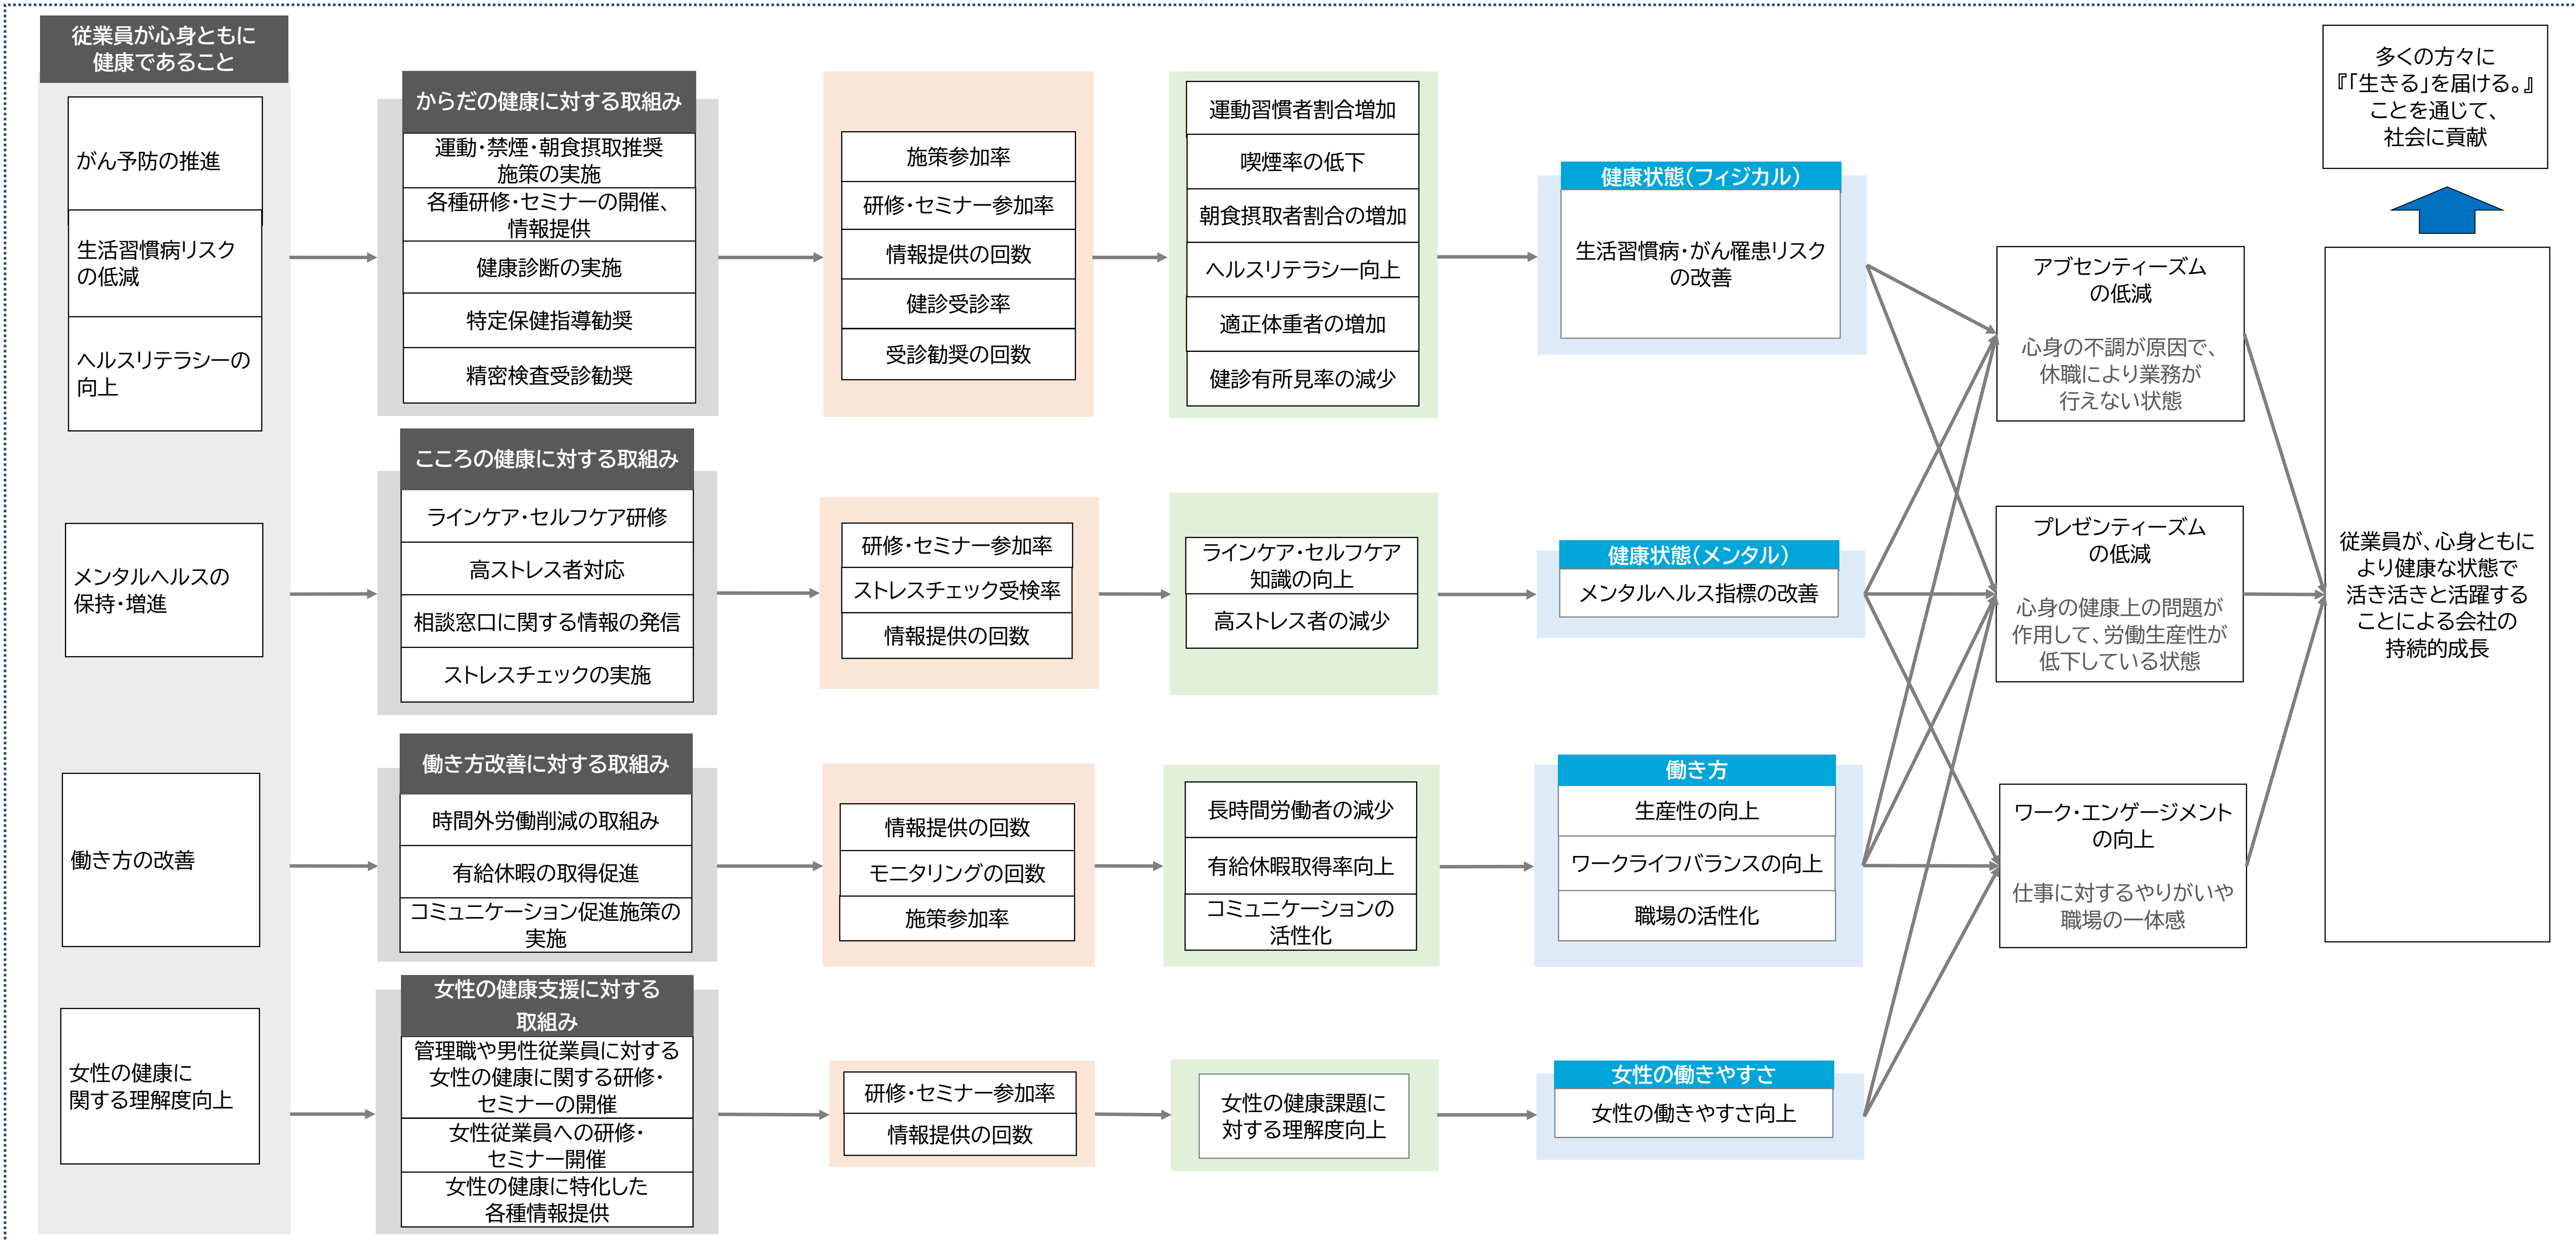 従業員が心身ともに
健康であること
がん予防の推進
生活習慣病リスク
の低減
ヘルスリテラシーの
向上
メンタルヘルスの
保持・増進
働き方の改善
女性の健康に
関する理解度向上
からだの健康に対する取組み
運動・禁煙・朝食摂取推奨
施策の実施
各種研修・セミナーの開催、
情報提供
健康診断の実施
特定保健指導勧奨
精密検査受診勧奨
こころの健康に対する取組み
ラインケア・セルフケア研修
高ストレス者対応
相談窓口に関する情報の発信
ストレスチェックの実施
働き方改善に対する取組み
時間外労働削減の取組み
有給休暇の取得促進
コミュニケーション促進施策の
実施
女性の健康支援に対する
取組み
管理職や男性従業員に対する
女性の健康に関する研修・
セミナーの開催
女性従業員への研修・
セミナー開催
女性の健康に特化した
各種情報提供
施策参加率
研修・セミナー参加率
情報提供の回数
健診受診率
受診勧奨の回数
研修・セミナー参加率
ストレスチェック受検率
情報提供の回数
情報提供の回数
モニタリングの回数
施策参加率
研修・セミナー参加率
情報提供の回数
運動習慣者割合増加
喫煙率の低下
朝食摂取者割合の増加
ヘルスリテラシー向上
適正体重者の増加
健診有所見率の減少
ラインケア・セルフケア
知識の向上
高ストレス者の減少
長時間労働者の減少
有給休暇取得率向上
コミュニケーションの
活性化
女性の健康課題に
対する理解度向上
健康状態（フィジカル）
生活習慣病・がん罹患リスク
の改善
健康状態（メンタル）
メンタルヘルス指標の改善
働き方
生産性の向上
ワークライフバランスの向上
職場の活性化
女性の働きやすさ
女性の働きやすさ向上
アブセンティーズム
の低減
心身の不調が原因で、
休職により業務が
行えない状態
プレゼンティーズム
の低減
心身の健康上の問題が
作用して、労働生産性が
低下している状態
ワーク・エンゲージメント
の向上
仕事に対するやりがいや
職場の一体感
多くの方々に
『「生きる」を届ける。』
ことを通じて、
社会に貢献
従業員が、心身ともに
より健康な状態で
活き活きと活躍する
ことによる会社の
持続的成長